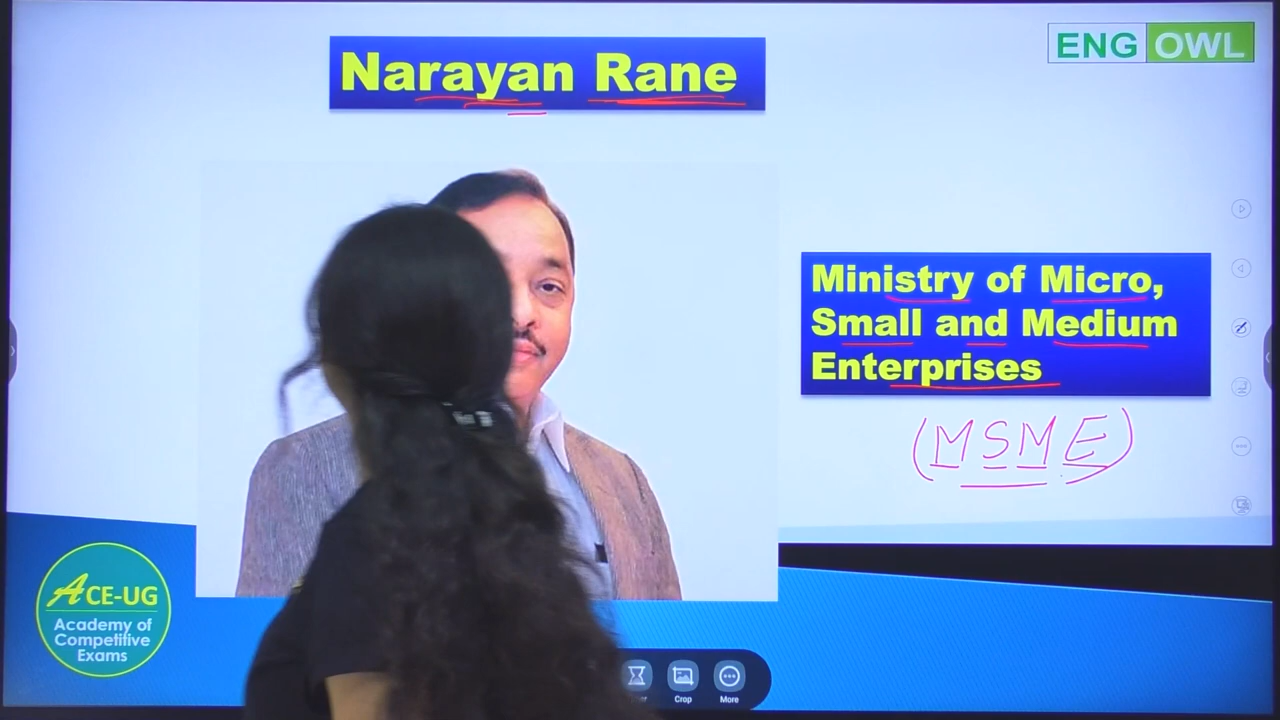 Narayan Rane
ENG OWL
Ministry of Micro,
Small and Medium
Enterprises
(MSME)
ACE-UG
Academy of
Competitive
Exams
Crop
More